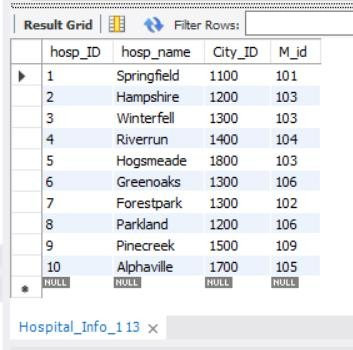 Result Grid Filter Rows:
hosp_ID hosp_name City_ID M_id
1 Springfield 1100 101
2 Hampshire 1200 103
3 Winterfell 1300 103
4 Riverrun 1400 104
5 Hogsmeade 1800 103
6 Greenoaks 1300 106
7 Forestpark 1300 102
8 Parkland 1200 106
9 Pinecreek 1500 109
10 Alphaville 1700 105
NULL NULL NULL NULL
Hospital_Info_1 13 ×